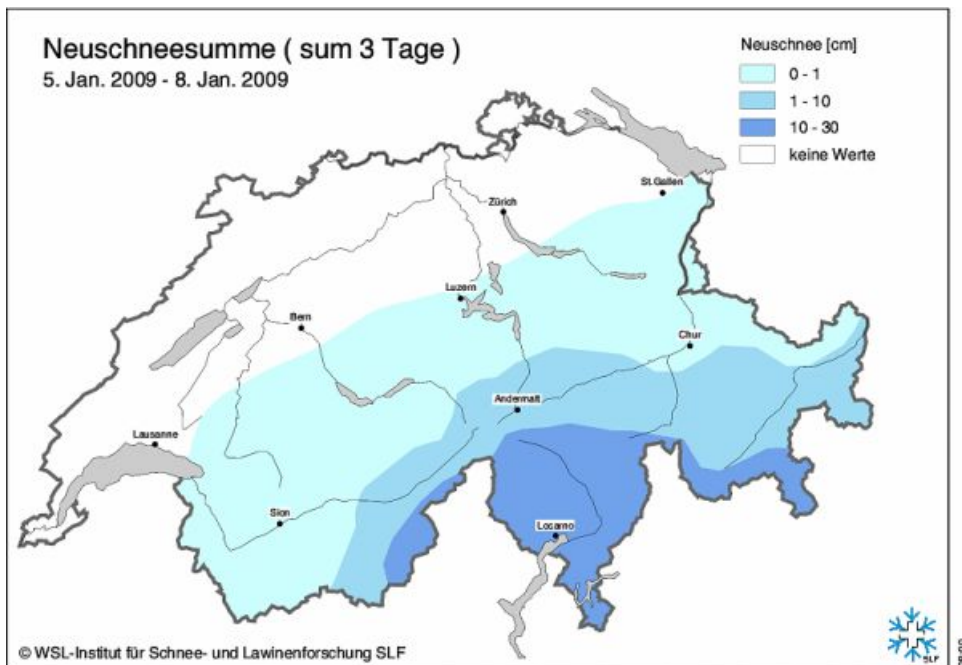 Neuschneesumme ( sum 3 Tage )
5. Jan. 2009 - 8. Jan. 2009
Neuschnee [cm]
0 - 1
1 - 10
10 - 30
keine Werte
St.Gallen
Zürich
Luzern
Bern
Chur
Andermatt
Lausanne
Sion
Locarno
© WSL-Institut für Schnee- und Lawinenforschung SLF
SLF